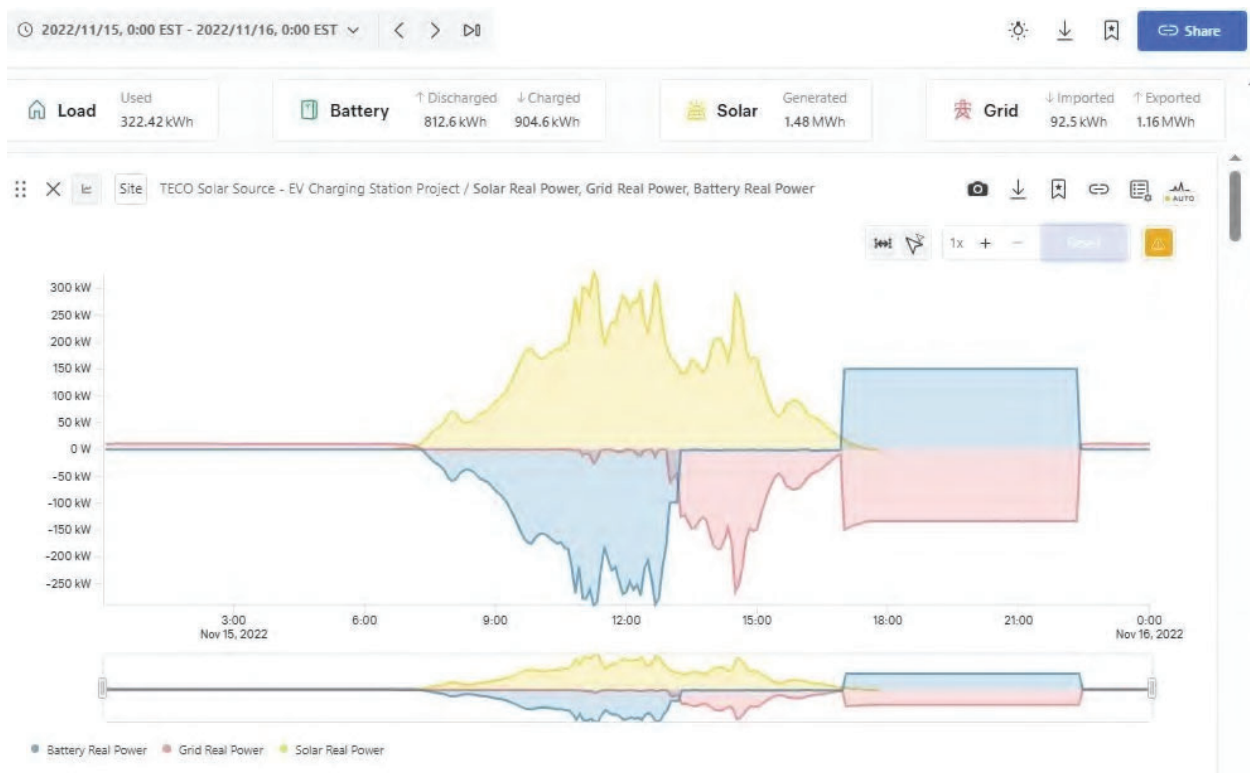 2022/11/15, 0:00 EST - 2022/11/16, 0:00 EST
Share
Load Used 322.42 kWh
Battery ↑ Discharged 812.6 kWh ↓ Charged 904.6 kWh
Solar Generated 1.48 MWh
Grid ↓ Imported 92.5 kWh ↑ Exported 1.16 MWh
Site TECO Solar Source - EV Charging Station Project / Solar Real Power, Grid Real Power, Battery Real Power
AUTO
1x + − Reset
300 kW
250 kW
200 kW
150 kW
100 kW
50 kW
0 W
-50 kW
-100 kW
-150 kW
-200 kW
-250 kW
3:00 6:00 9:00 12:00 15:00 18:00 21:00 0:00
Nov 15, 2022 Nov 16, 2022
Battery Real Power Grid Real Power Solar Real Power